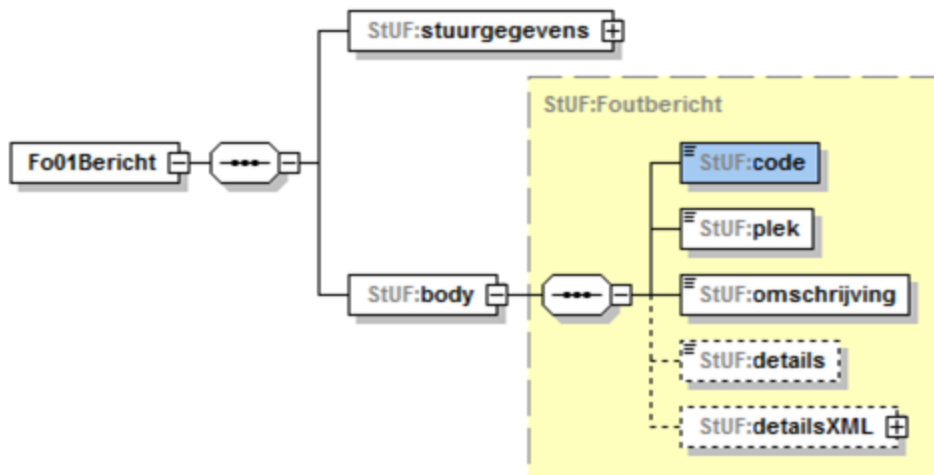 StUF:stuurgegevens
StUF:Foutbericht
Fo01Bericht
StUF:code
StUF:plek
StUF:body
StUF:omschrijving
StUF:details
StUF:detailsXML